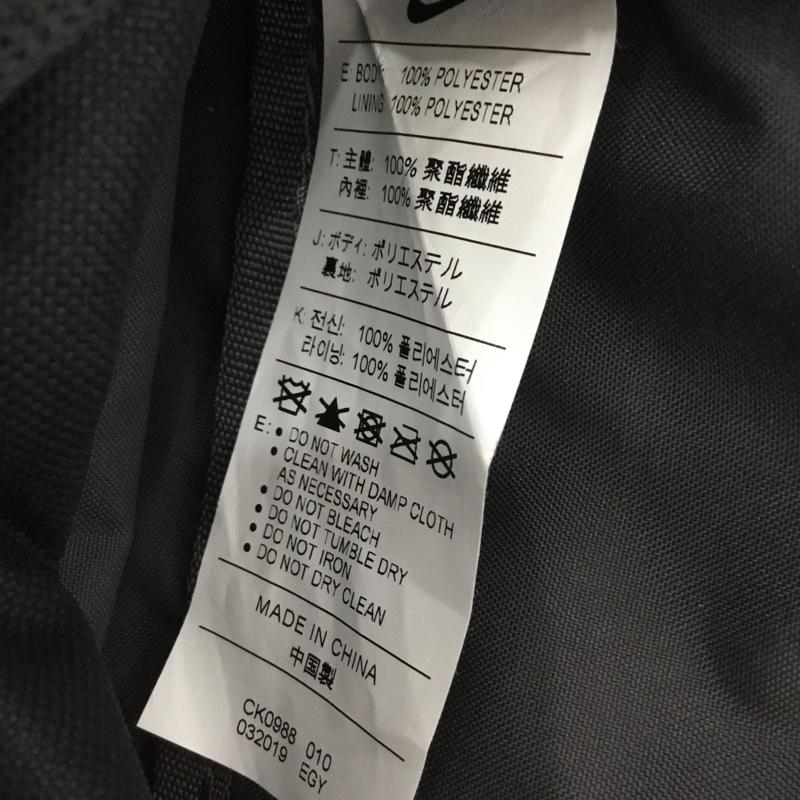 E: BODY: 100% POLYESTER
LINING: 100% POLYESTER
T: 主體: 100% 聚酯纖維
內裡: 100% 聚酯纖維
J: ボディ: ポリエステル
裏地: ポリエステル
K: 전신: 100% 폴리에스터
라이닝: 100% 폴리에스터
E: • DO NOT WASH
• CLEAN WITH DAMP CLOTH
AS NECESSARY
• DO NOT BLEACH
• DO NOT TUMBLE DRY
• DO NOT IRON
• DO NOT DRY CLEAN
MADE IN CHINA
中国製
CK0988 010
032019 EGY